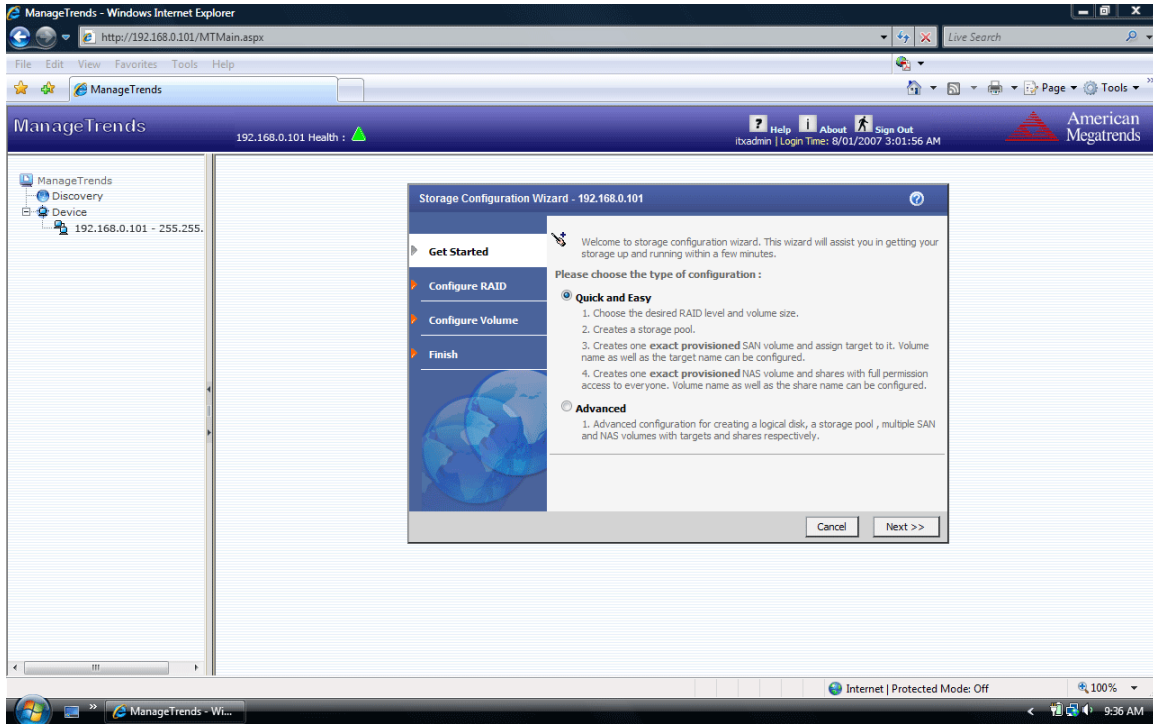 ManageTrends - Windows Internet Explorer
http://192.168.0.101/MTMain.aspx
Live Search
File Edit View Favorites Tools Help
ManageTrends
Page Tools
ManageTrends
192.168.0.101 Health :
Help About Sign Out
itxadmin | Login Time: 8/01/2007 3:01:56 AM
American
Megatrends
ManageTrends
Discovery
Device
192.168.0.101 - 255.255.
Storage Configuration Wizard - 192.168.0.101
Get Started
Configure RAID
Configure Volume
Finish
Welcome to storage configuration wizard. This wizard will assist you in getting your
storage up and running within a few minutes.
Please choose the type of configuration :
Quick and Easy
1. Choose the desired RAID level and volume size.
2. Creates a storage pool.
3. Creates one exact provisioned SAN volume and assign target to it. Volume
name as well as the target name can be configured.
4. Creates one exact provisioned NAS volume and shares with full permission
access to everyone. Volume name as well as the share name can be configured.
Advanced
1. Advanced configuration for creating a logical disk, a storage pool , multiple SAN
and NAS volumes with targets and shares respectively.
Cancel
Next >>
Internet | Protected Mode: Off
100%
ManageTrends - Wi...
9:36 AM